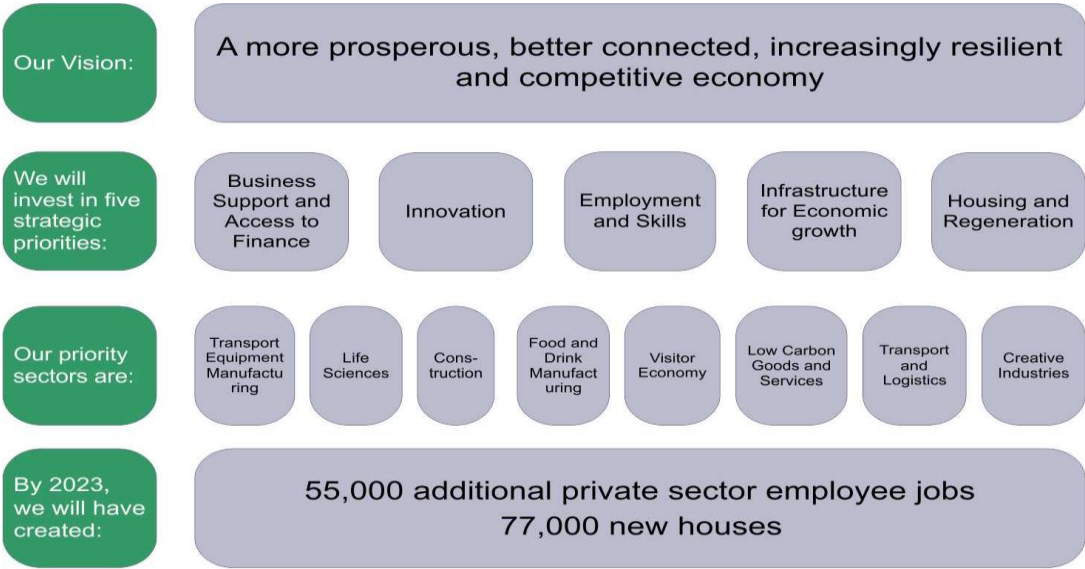 Our Vision:
A more prosperous, better connected, increasingly resilient
and competitive economy
We will
invest in five
strategic
priorities:
Business
Support and
Access to
Finance
Innovation
Employment
and Skills
Infrastructure
for Economic
growth
Housing and
Regeneration
Our priority
sectors are:
Transport
Equipment
Manufactu
ring
Life
Sciences
Cons-
truction
Food and
Drink
Manufact
uring
Visitor
Economy
Low Carbon
Goods and
Services
Transport
and
Logistics
Creative
Industries
By 2023,
we will have
created:
55,000 additional private sector employee jobs
77,000 new houses